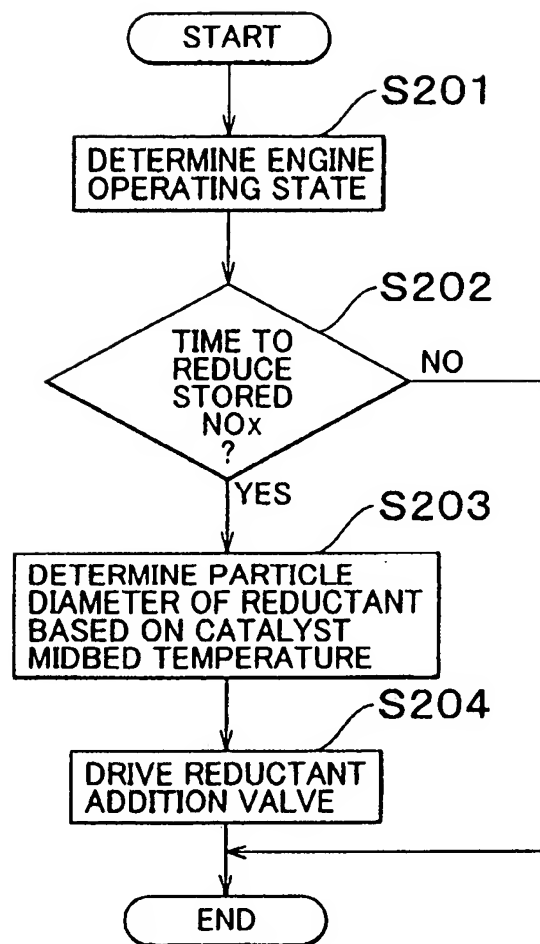 START
S201
DETERMINE ENGINE
OPERATING STATE
S202
TIME TO
REDUCE
STORED
NOx
?
NO
YES
S203
DETERMINE PARTICLE
DIAMETER OF REDUCTANT
BASED ON CATALYST
MIDBED TEMPERATURE
S204
DRIVE REDUCTANT
ADDITION VALVE
END